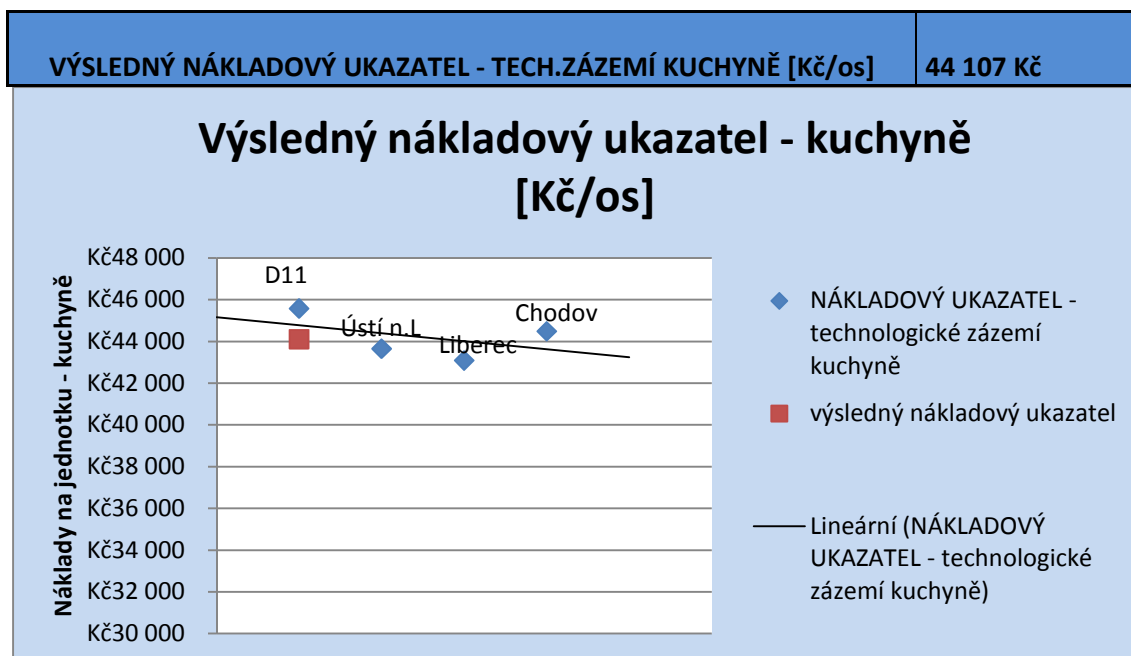 VÝSLEDNÝ NÁKLADOVÝ UKAZATEL - TECH.ZÁZEMÍ KUCHYNĚ [Kč/os] 44 107 Kč
Výsledný nákladový ukazatel - kuchyně
[Kč/os]
Náklady na jednotku - kuchyně
Kč48 000
Kč46 000
Kč44 000
Kč42 000
Kč40 000
Kč38 000
Kč36 000
Kč34 000
Kč32 000
Kč30 000
D11
Ústí n.L
Liberec
Chodov
NÁKLADOVÝ UKAZATEL -
technologické zázemí
kuchyně
výsledný nákladový ukazatel
Lineární (NÁKLADOVÝ
UKAZATEL - technologické
zázemí kuchyně)